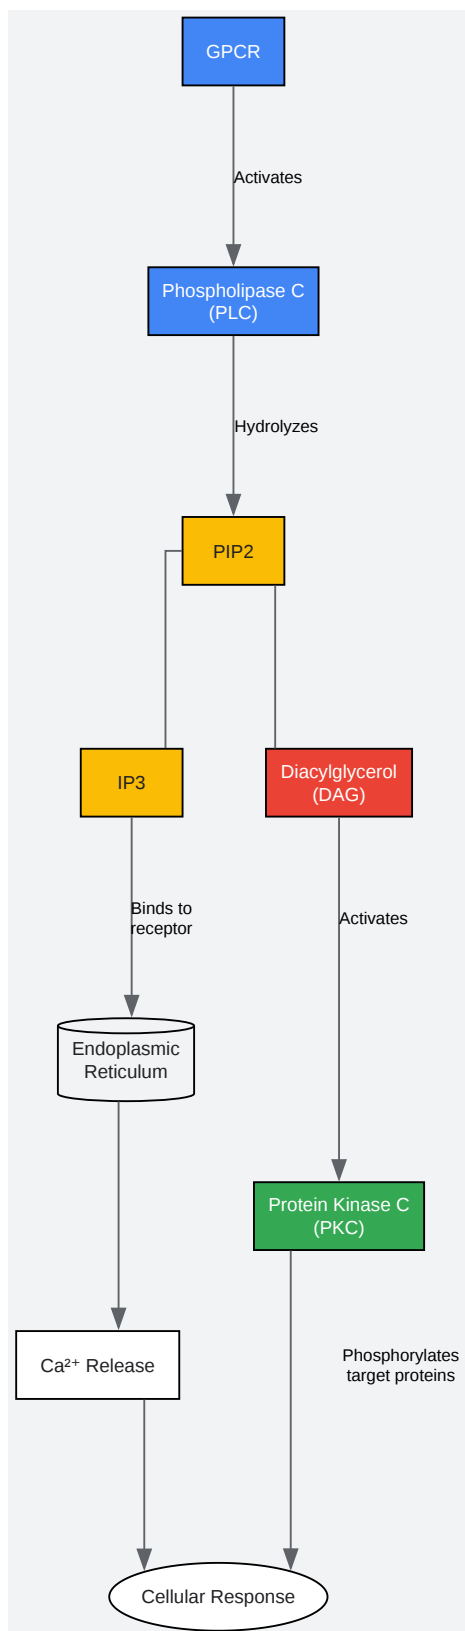 GPCR
Activates
Phospholipase C
(PLC)
Hydrolyzes
PIP2
IP3
Diacylglycerol
(DAG)
Binds to
receptor
Activates
Endoplasmic
Reticulum
Protein Kinase C
(PKC)
Ca²⁺ Release
Phosphorylates
target proteins
Cellular Response